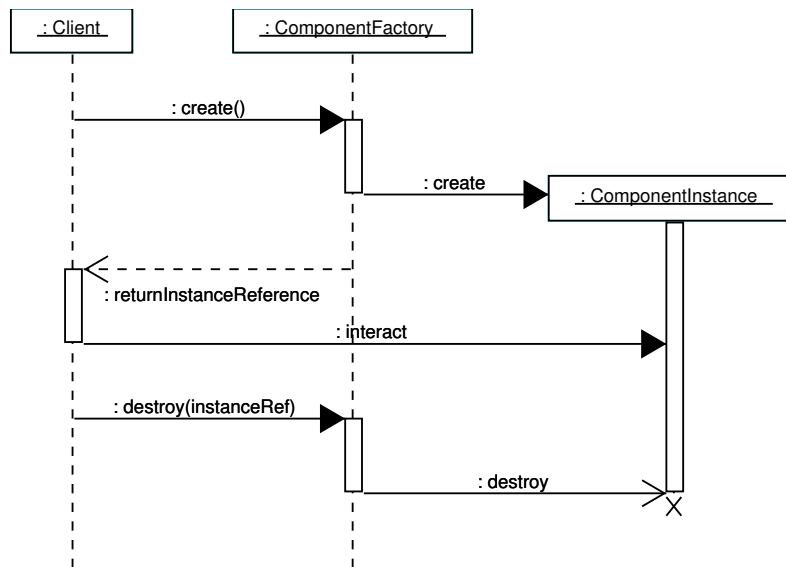 : Client
: ComponentFactory
: create()
: create
: ComponentInstance
: returnInstanceReference
: interact
: destroy(instanceRef)
: destroy
X